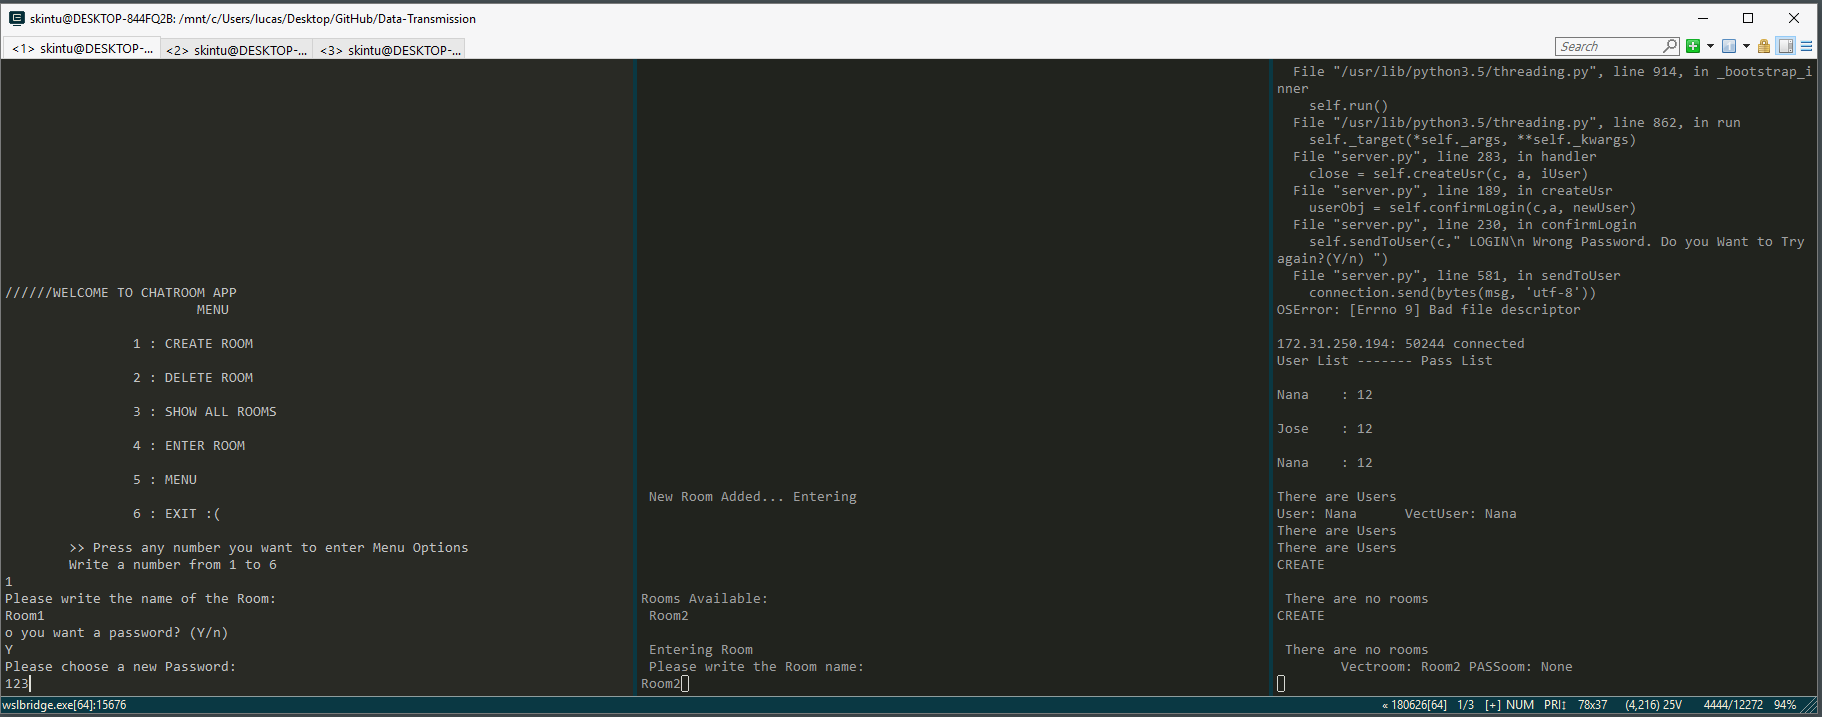 skintu@DESKTOP-844FQ2B: /mnt/c/Users/lucas/Desktop/GitHub/Data-Transmission
<1> skintu@DESKTOP-... <2> skintu@DESKTOP-... <3> skintu@DESKTOP-...
Search
//////WELCOME TO CHATROOM APP
MENU
1 : CREATE ROOM
2 : DELETE ROOM
3 : SHOW ALL ROOMS
4 : ENTER ROOM
5 : MENU
6 : EXIT :(
>> Press any number you want to enter Menu Options
Write a number from 1 to 6
1
Please write the name of the Room:
Room1
o you want a password? (Y/n)
Y
Please choose a new Password:
123
New Room Added... Entering
Rooms Available:
Room2
Entering Room
Please write the Room name:
Room2
File "/usr/lib/python3.5/threading.py", line 914, in _bootstrap_i
nner
self.run()
File "/usr/lib/python3.5/threading.py", line 862, in run
self._target(*self._args, **self._kwargs)
File "server.py", line 283, in handler
close = self.createUsr(c, a, iUser)
File "server.py", line 189, in createUsr
userObj = self.confirmLogin(c,a, newUser)
File "server.py", line 230, in confirmLogin
self.sendToUser(c," LOGIN\n Wrong Password. Do you Want to Try
again?(Y/n) ")
File "server.py", line 581, in sendToUser
connection.send(bytes(msg, 'utf-8'))
OSError: [Errno 9] Bad file descriptor
172.31.250.194: 50244 connected
User List ------- Pass List
Nana : 12
Jose : 12
Nana : 12
There are Users
User: Nana VectUser: Nana
There are Users
There are Users
CREATE
There are no rooms
CREATE
There are no rooms
Vectroom: Room2 PASSoom: None
wslbridge.exe[64]:15676
« 180626[64] 1/3 [+] NUM PRI↕ 78x37 (4,216) 25V 4444/12272 94%